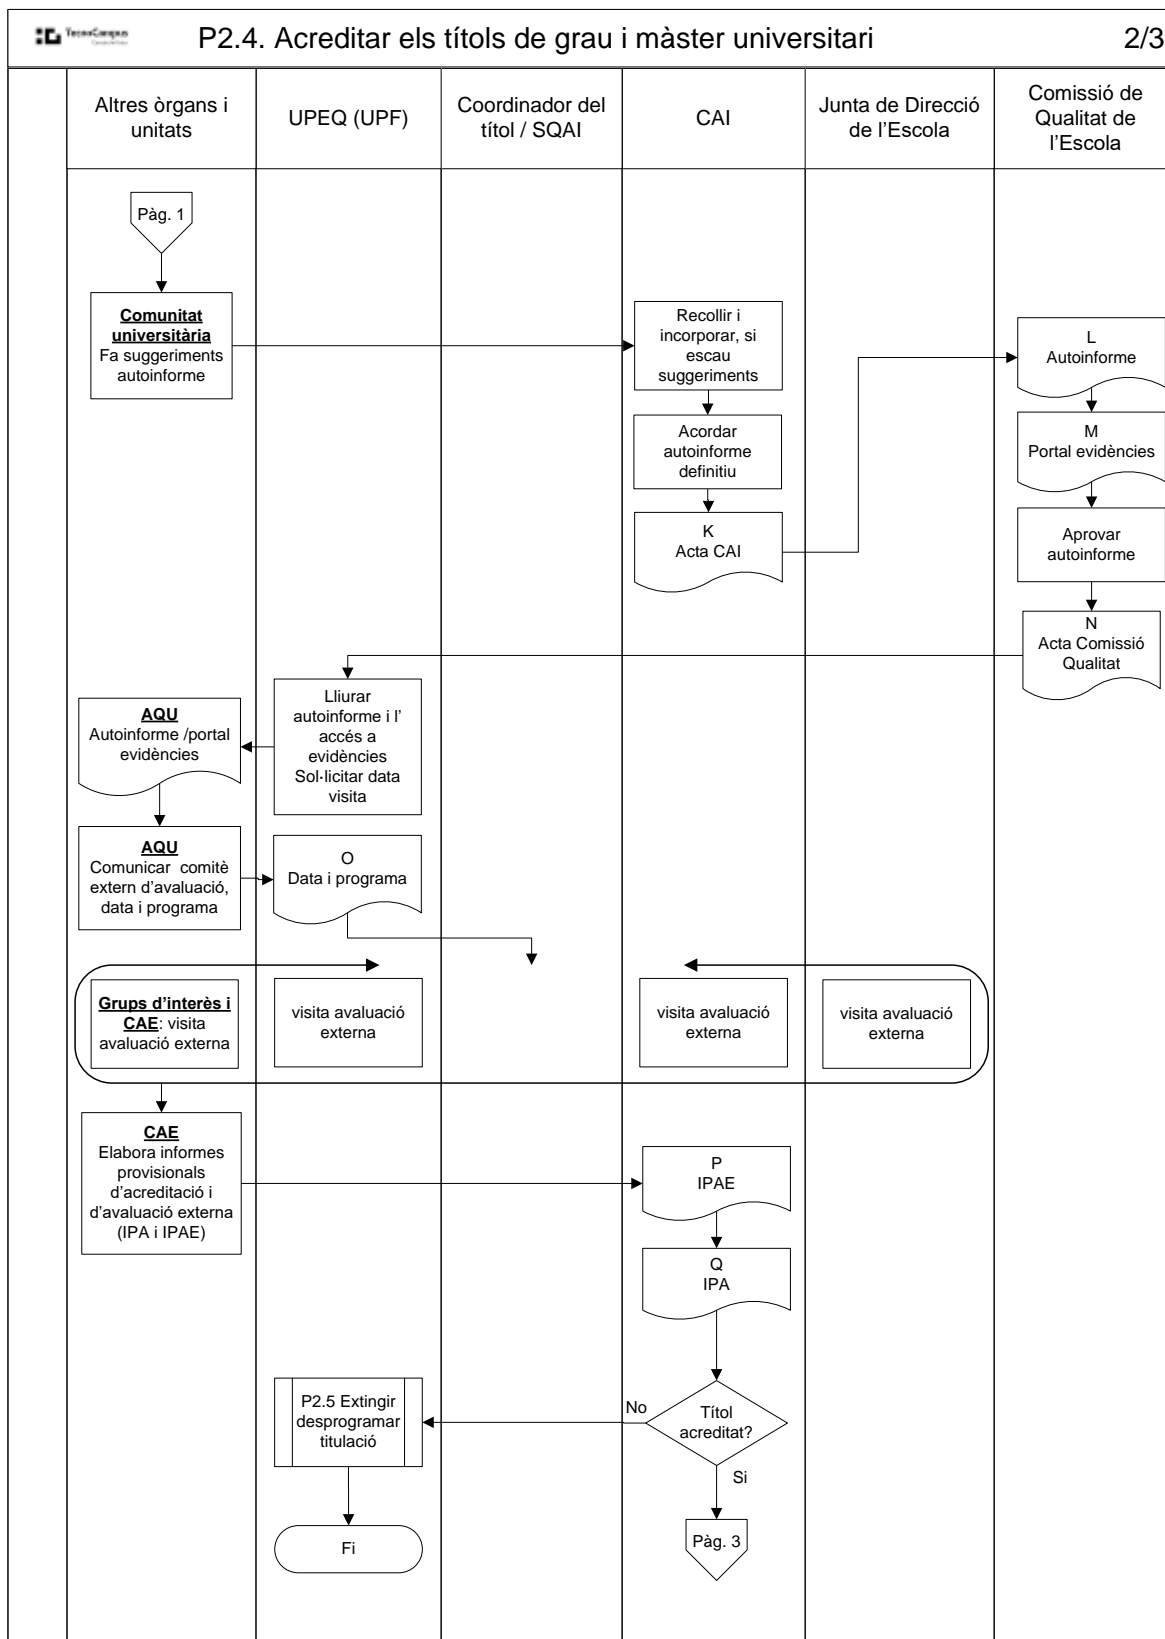 TecnoCampus
P2.4. Acreditar els títols de grau i màster universitari
2/3
Altres òrgans i
unitats
UPEQ (UPF)
Coordinador del
títol / SQAI
CAI
Junta de Direcció
de l'Escola
Comissió de
Qualitat de
l'Escola
Pàg. 1
Comunitat
universitària
Fa suggeriments
autoinforme
Recollir i
incorporar, si
escau
suggeriments
L
Autoinforme
Acordar
autoinforme
definitiu
M
Portal evidències
K
Acta CAI
Aprovar
autoinforme
N
Acta Comissió
Qualitat
Lliurar
autoinforme i l'
accés a
evidències
Sol·licitar data
visita
AQU
Autoinforme /portal
evidències
AQU
Comunicar comitè
extern d'avaluació,
data i programa
O
Data i programa
Grups d'interès i
CAE: visita
avaluació externa
visita avaluació
externa
visita avaluació
externa
visita avaluació
externa
CAE
Elabora informes
provisionals
d'acreditació i
d'avaluació externa
(IPA i IPAE)
P
IPAE
Q
IPA
P2.5 Extingir
desprogramar
titulació
No
Títol
acreditat?
Si
Fi
Pàg. 3